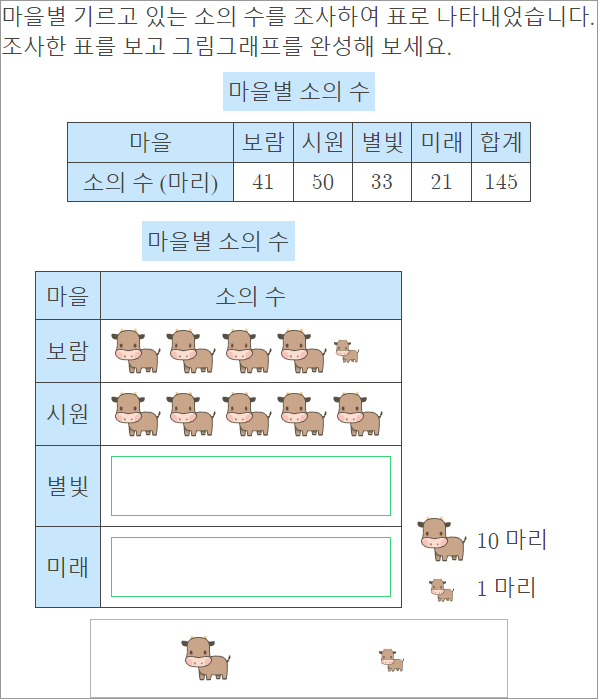 마을별 기르고 있는 소의 수를 조사하여 표로 나타내었습니다.
조사한 표를 보고 그림그래프를 완성해 보세요.
마을별 소의 수
마을 보람 시원 별빛 미래 합계
소의 수 (마리) 41 50 33 21 145
마을별 소의 수
마을 소의 수
보람
시원
별빛
미래
10 마리
1 마리